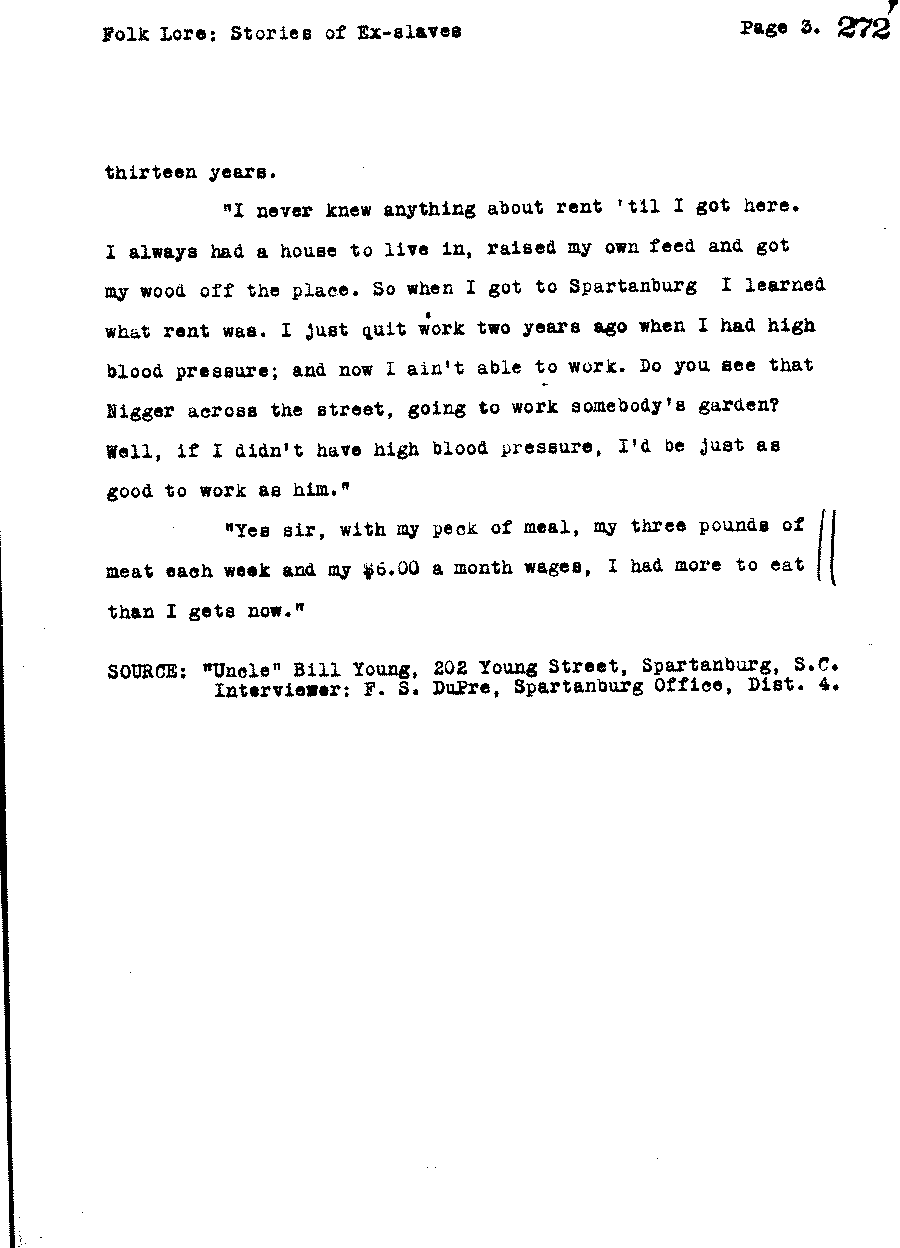 Folk Lore: Stories of Ex-slaves Page 3. 272
thirteen years.
"I never knew anything about rent 'til I got here.
I always had a house to live in, raised my own feed and got
my wood off the place. So when I got to Spartanburg I learned
what rent was. I just quit work two years ago when I had high
blood pressure; and now I ain't able to work. Do you see that
Nigger across the street, going to work somebody's garden?
Well, if I didn't have high blood pressure, I'd be just as
good to work as him."
"Yes sir, with my peck of meal, my three pounds of
meat each week and my $6.00 a month wages, I had more to eat
than I gets now."
SOURCE: "Uncle" Bill Young, 202 Young Street, Spartanburg, S.C.
Interviewer: F. S. DuPre, Spartanburg Office, Dist. 4.